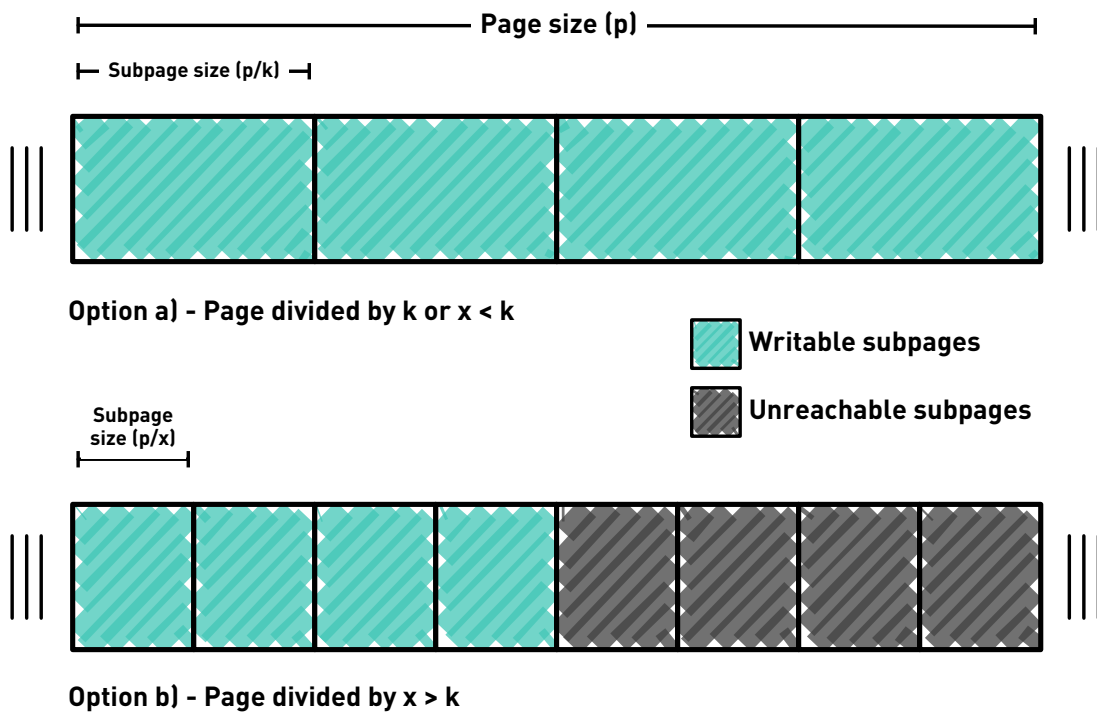 Page size (p)
Subpage size (p/k)
Option a) - Page divided by k or x < k
Writable subpages
Unreachable subpages
Subpage
size (p/x)
Option b) - Page divided by x > k